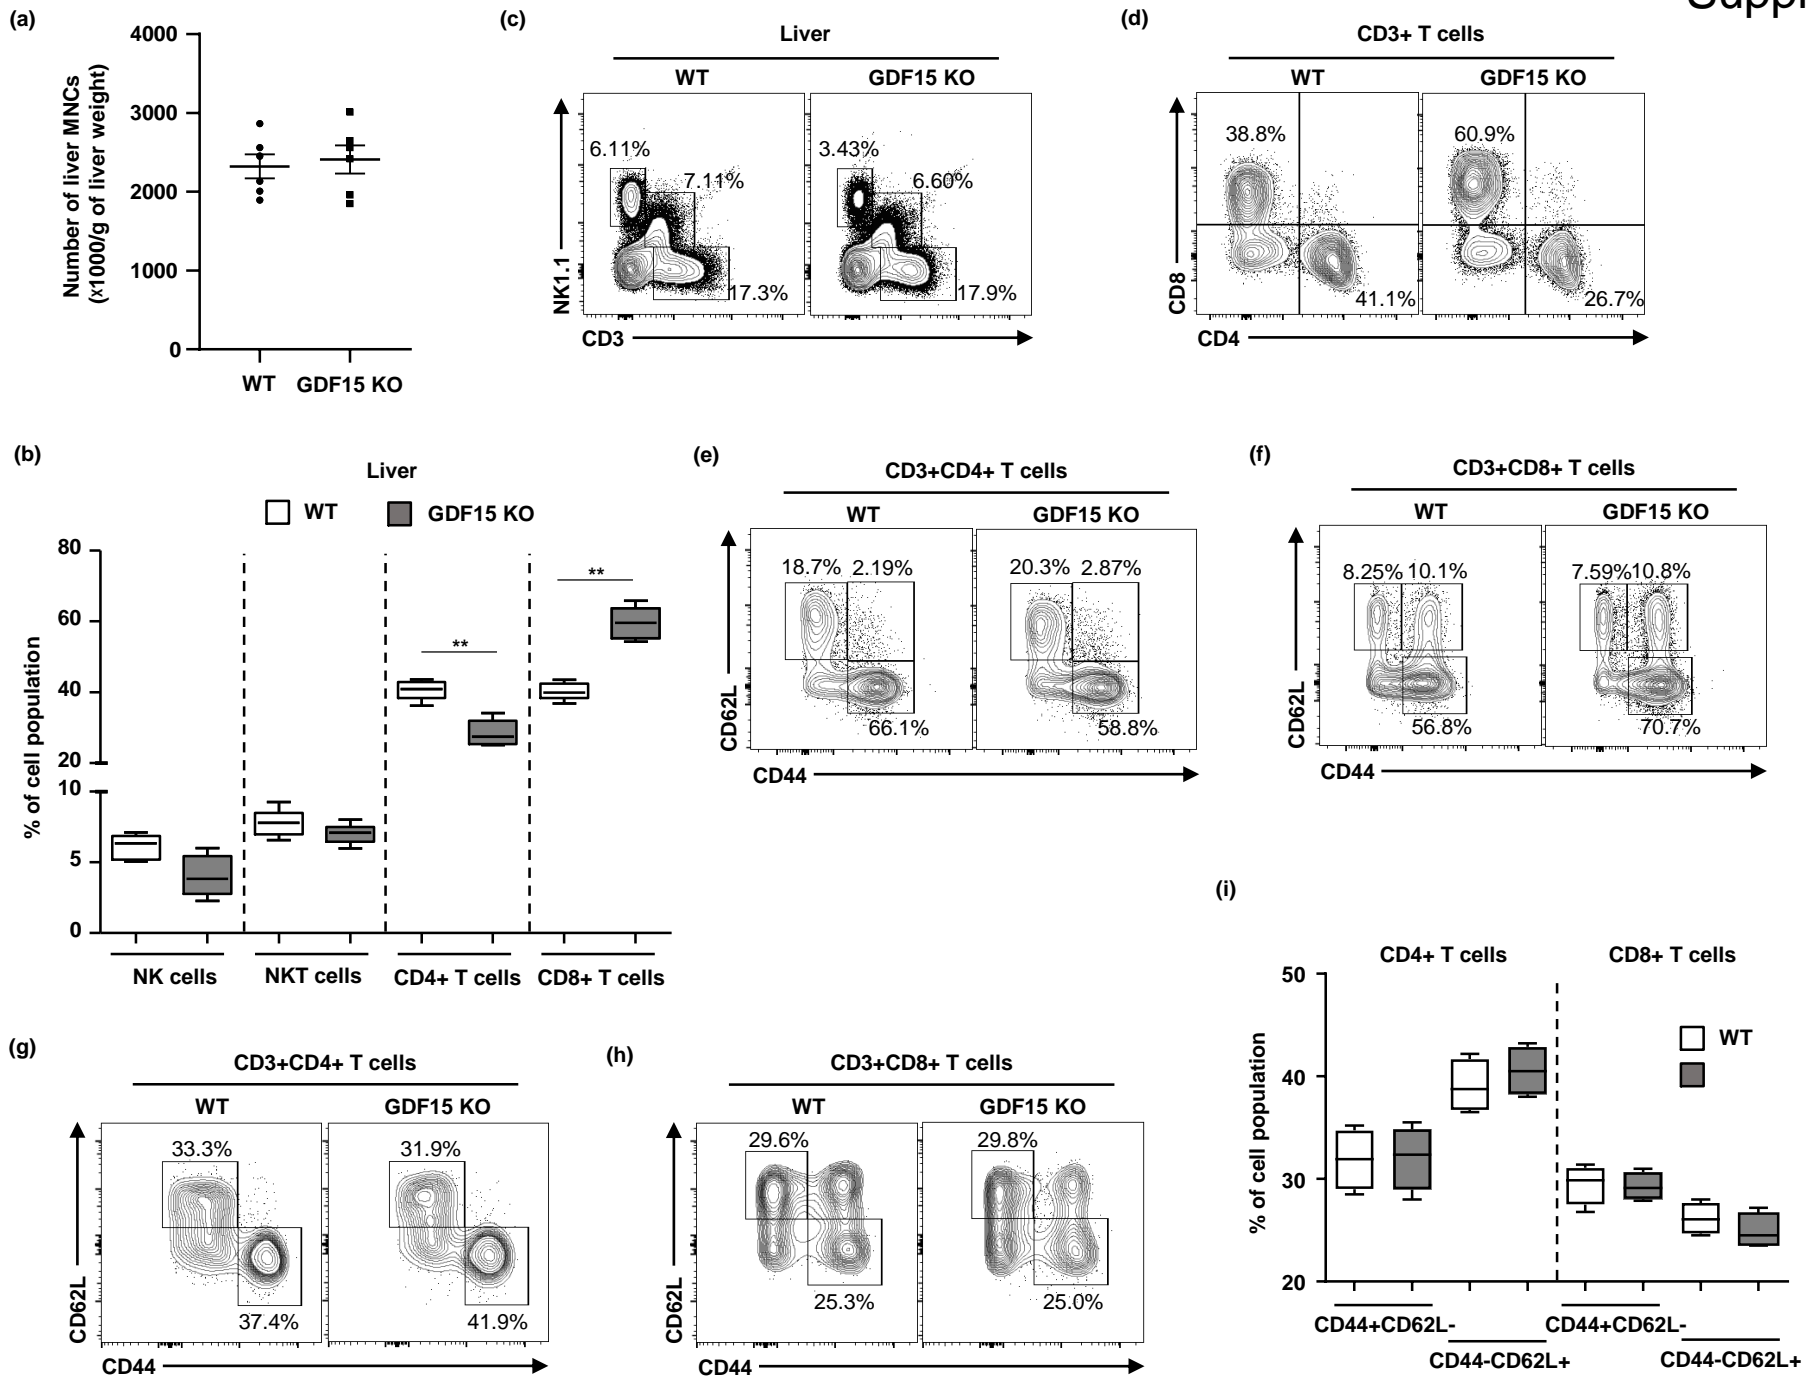 Suppl
(a)
4000
3000
2000
1000
0
Number of liver MNCs
(x1000/g of liver weight)
WT
GDF15 KO
(c)
Liver
WT
GDF15 KO
6.11%
7.11%
17.3%
3.43%
6.60%
17.9%
NK1.1
CD3
(d)
CD3+ T cells
WT
GDF15 KO
38.8%
41.1%
60.9%
26.7%
CD8
CD4
(b)
Liver
WT
GDF15 KO
80
60
40
20
10
5
0
% of cell population
**
**
NK cells
NKT cells
CD4+ T cells
CD8+ T cells
(e)
CD3+CD4+ T cells
WT
GDF15 KO
18.7%
2.19%
66.1%
20.3%
2.87%
58.8%
CD62L
CD44
(f)
CD3+CD8+ T cells
WT
GDF15 KO
8.25%
10.1%
56.8%
7.59%
10.8%
70.7%
CD62L
CD44
(g)
CD3+CD4+ T cells
WT
GDF15 KO
33.3%
37.4%
31.9%
41.9%
CD62L
CD44
(h)
CD3+CD8+ T cells
WT
GDF15 KO
29.6%
25.3%
29.8%
25.0%
CD62L
CD44
(i)
CD4+ T cells
CD8+ T cells
WT
50
40
30
20
% of cell population
CD44+CD62L-
CD44-CD62L+
CD44+CD62L-
CD44-CD62L+